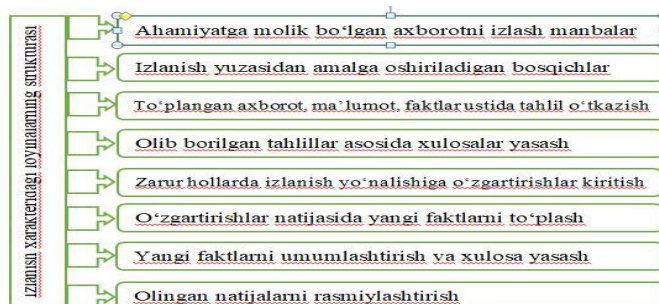 Izlanish xarakteridagi loyihalarning strukturasi
Ahamiyatga molik bo‘lgan axborotni izlash manbalar
Izlanish yuzasidan amalga oshiriladigan bosqichlar
To‘plangan axborot, ma’lumot, faktlar ustida tahlil o‘tkazish
Olib borilgan tahlillar asosida xulosalar yasash
Zarur hollarda izlanish yo‘nalishiga o‘zgartirishlar kiritish
O‘zgartirishlar natijasida yangi faktlarni to‘plash
Yangi faktlarni umumlashtirish va xulosa yasash
Olingan natijalarni rasmiylashtirish